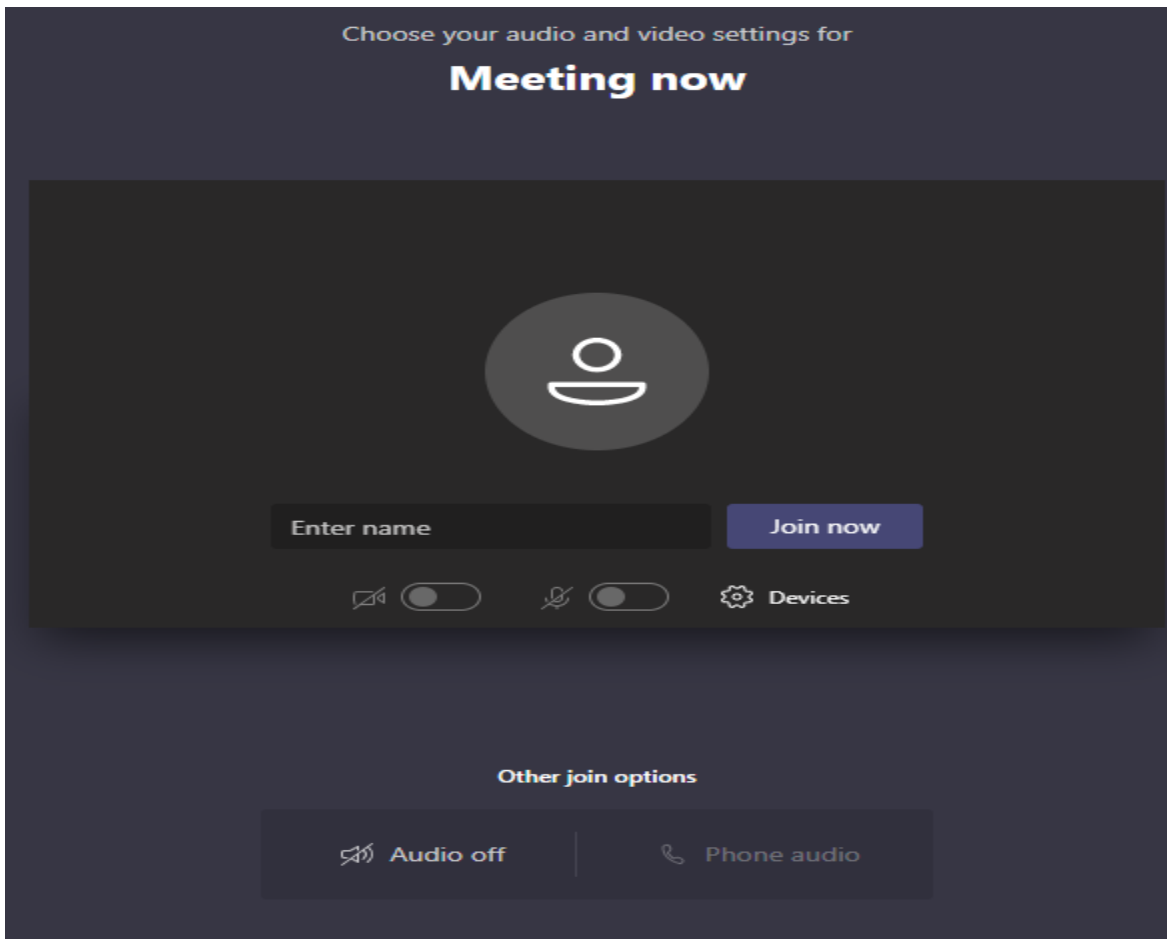 Choose your audio and video settings for
Meeting now
Enter name
Join now
Devices
Other join options
Audio off
Phone audio